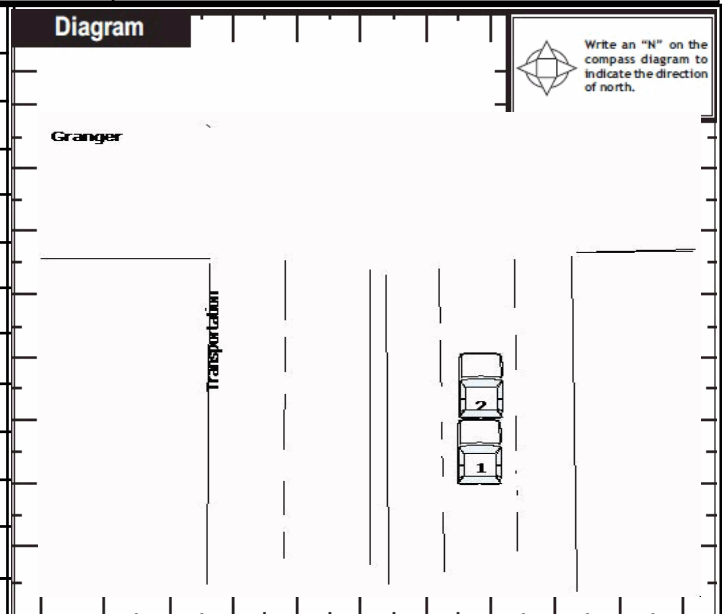 Diagram
Write an “N” on the
compass diagram to
indicate the direction
of north.
Granger
Transportation
2
1